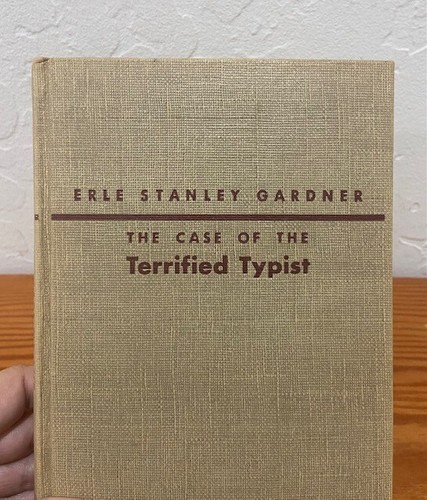 ERLE STANLEY GARDNER
THE CASE OF THE
Terrified Typist